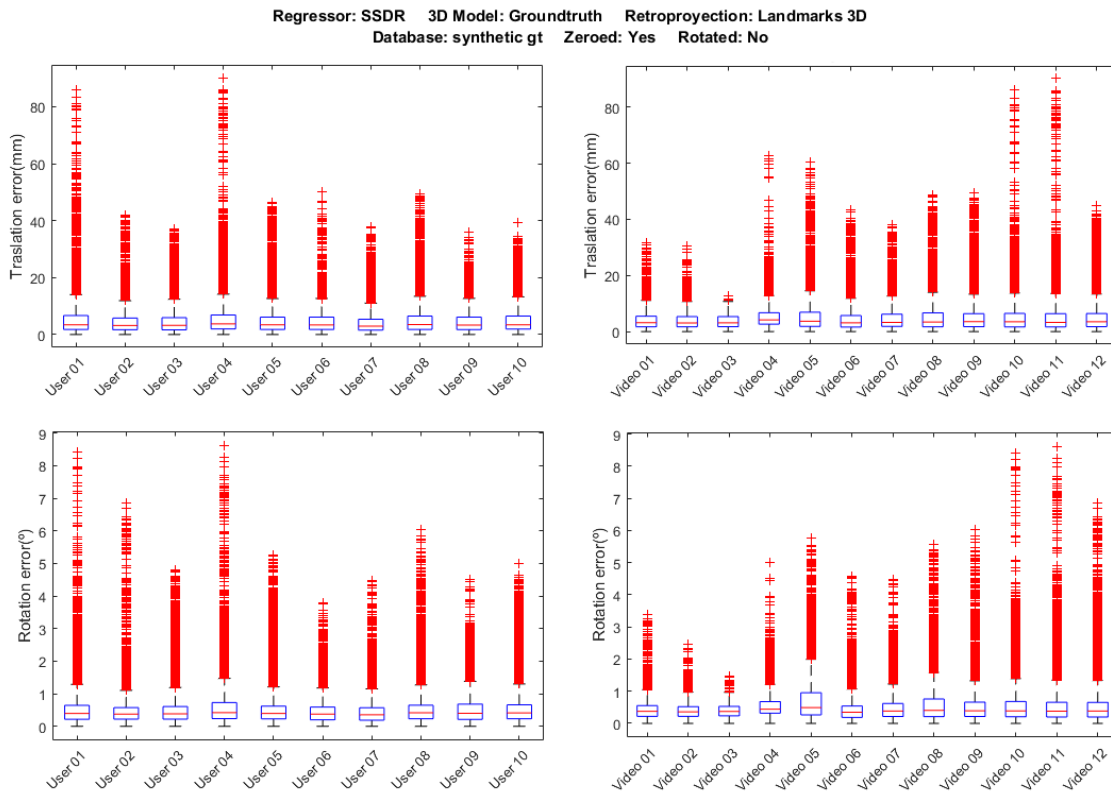 Regressor: SSDR 3D Model: Groundtruth Retroproyection: Landmarks 3D
Database: synthetic gt Zeroed: Yes Rotated: No
Traslation error(mm)
80
60
40
20
0
User 01
User 02
User 03
User 04
User 05
User 06
User 07
User 08
User 09
User 10
Traslation error(mm)
80
60
40
20
0
Video 01
Video 02
Video 03
Video 04
Video 05
Video 06
Video 07
Video 08
Video 09
Video 10
Video 11
Video 12
Rotation error(º)
9
8
7
6
5
4
3
2
1
0
User 01
User 02
User 03
User 04
User 05
User 06
User 07
User 08
User 09
User 10
Rotation error(º)
9
8
7
6
5
4
3
2
1
0
Video 01
Video 02
Video 03
Video 04
Video 05
Video 06
Video 07
Video 08
Video 09
Video 10
Video 11
Video 12